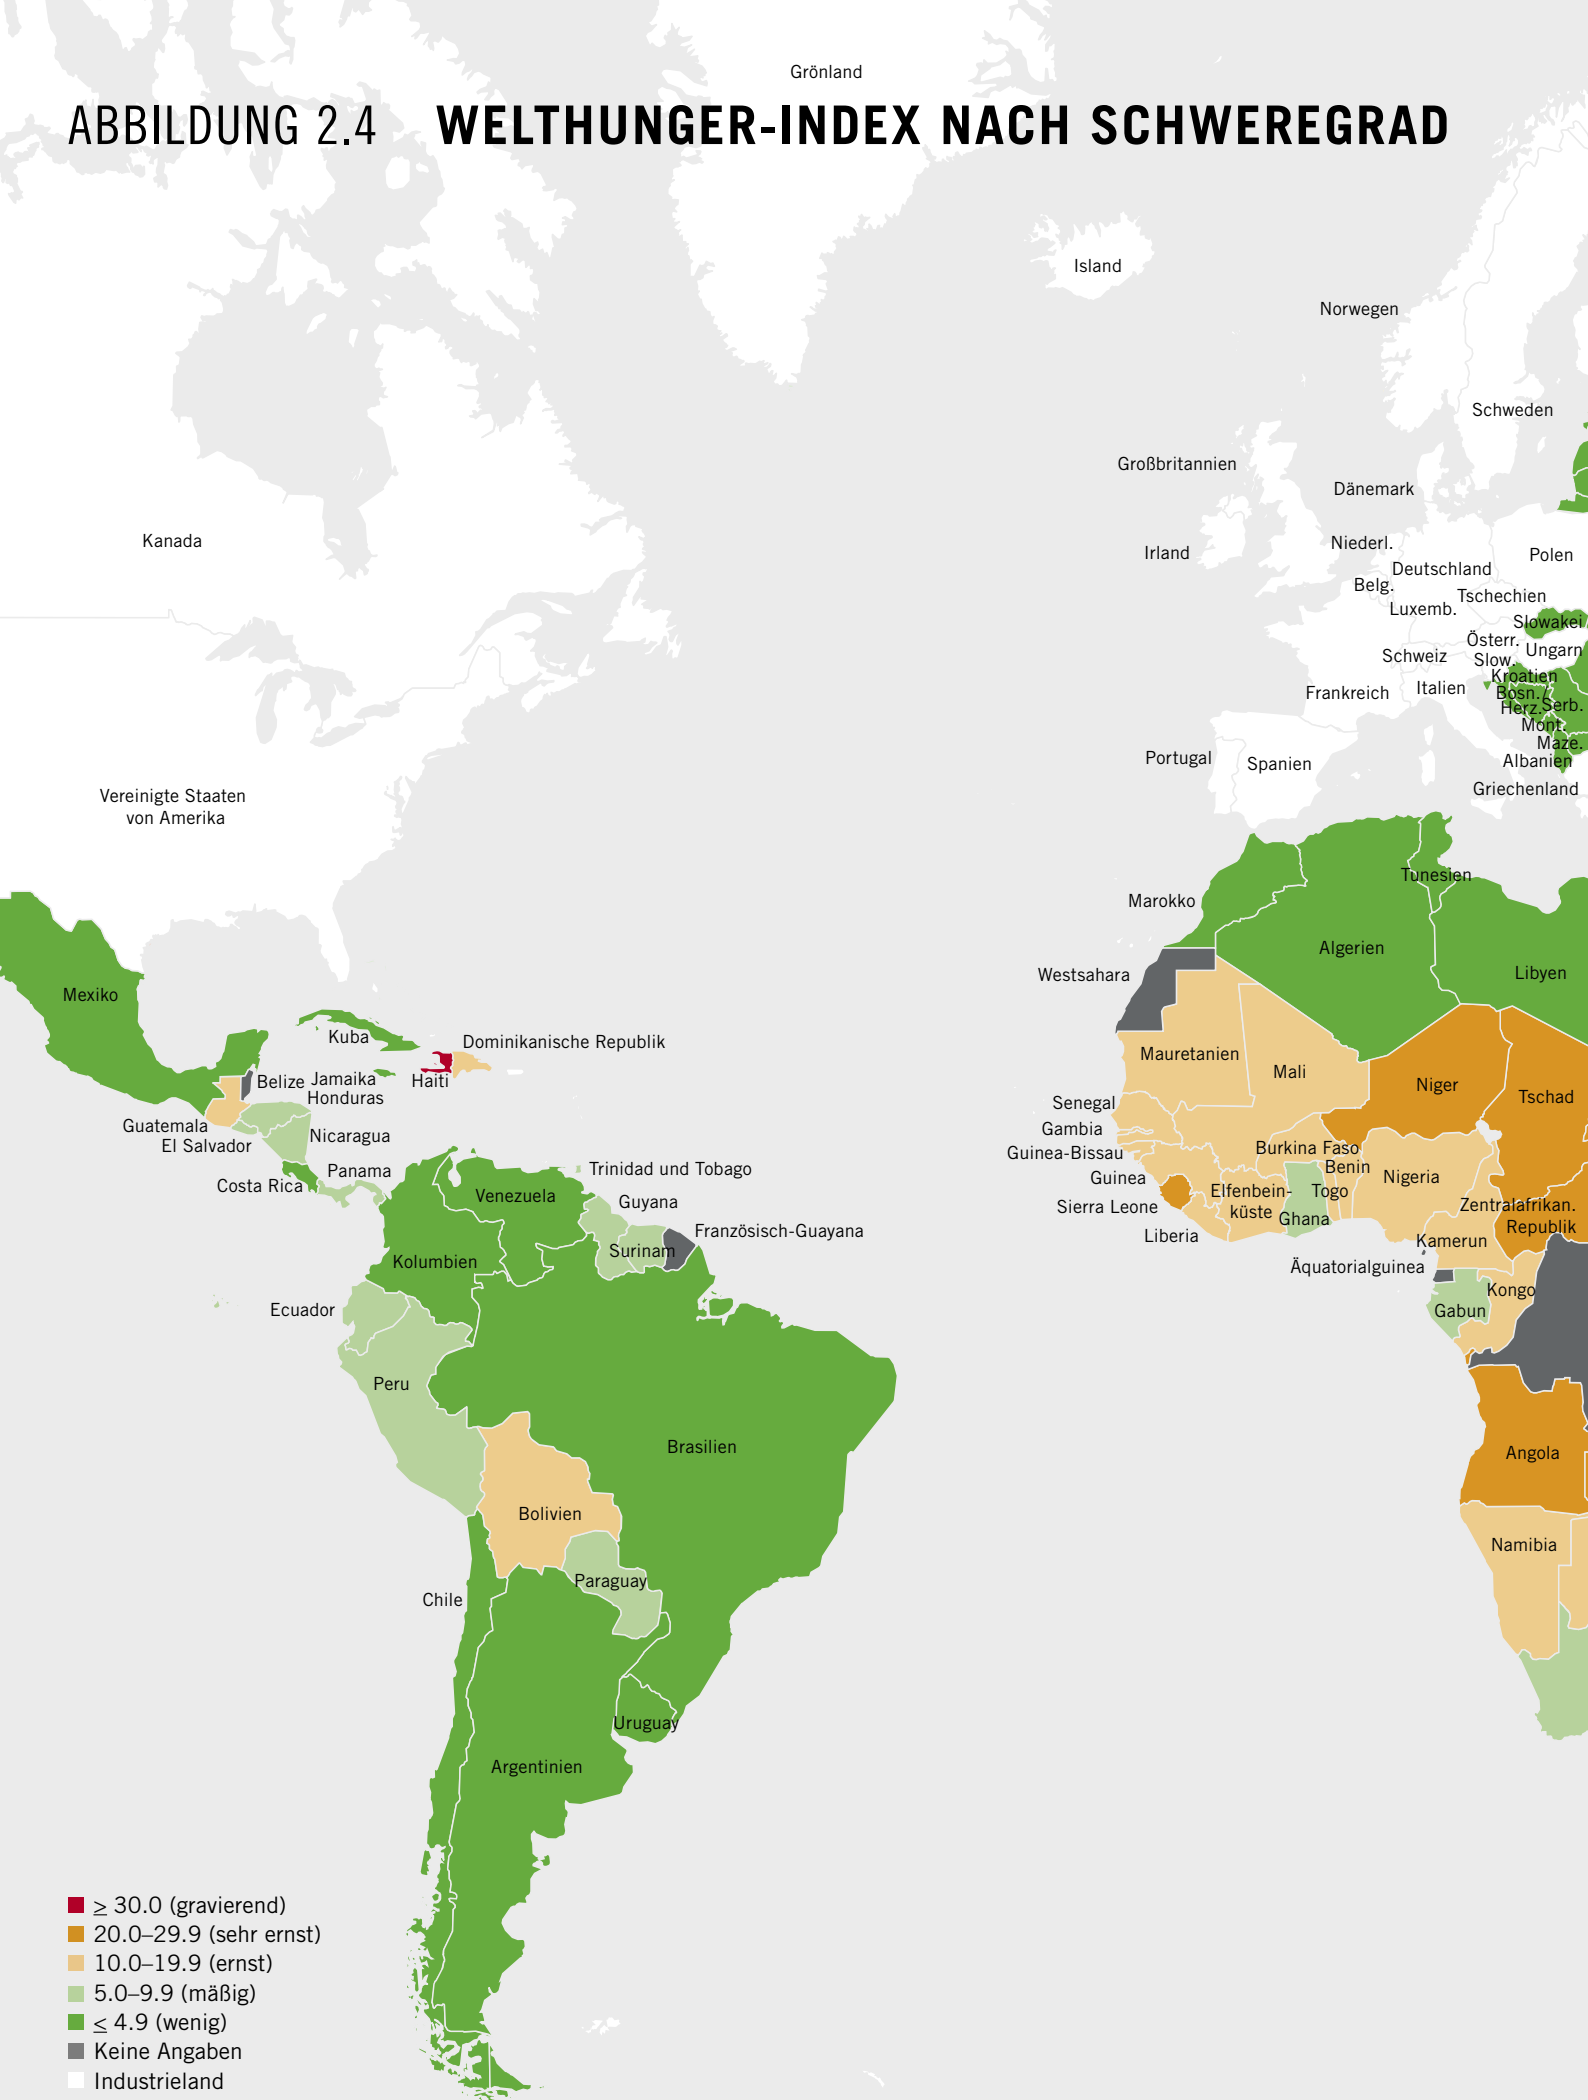 Grönland
ABBILDUNG 2.4 WELTHUNGER-INDEX NACH SCHWEREGRAD
Island
Norwegen
Schweden
Großbritannien
Dänemark
Kanada
Niederl.
Irland
Polen
Deutschland
Belg.
Tschechien
Luxemb.
Slowakei
Österr.
Ungarn
Schweiz
Slow.
Kroatien
Frankreich
Italien
Bosn./
Herz.
Serb.
Mont.
Maze.
Portugal
Spanien
Albanien
Griechenland
Vereinigte Staaten
von Amerika
Tunesien
Marokko
Algerien
Libyen
Westsahara
Mexiko
Kuba
Dominikanische Republik
Haiti
Belize
Jamaika
Honduras
Guatemala
El Salvador
Nicaragua
Costa Rica
Panama
Mauretanien
Mali
Niger
Tschad
Senegal
Gambia
Guinea-Bissau
Guinea
Sierra Leone
Liberia
Burkina Faso
Benin
Nigeria
Elfenbein-
küste
Togo
Ghana
Zentralafrikan.
Republik
Kamerun
Äquatorialguinea
Kongo
Gabun
Trinidad und Tobago
Venezuela
Guyana
Französisch-Guayana
Surinam
Kolumbien
Ecuador
Peru
Brasilien
Angola
Bolivien
Namibia
Paraguay
Chile
Uruguay
Argentinien
≥ 30.0 (gravierend)
20.0–29.9 (sehr ernst)
10.0–19.9 (ernst)
5.0–9.9 (mäßig)
≤ 4.9 (wenig)
Keine Angaben
Industrieland